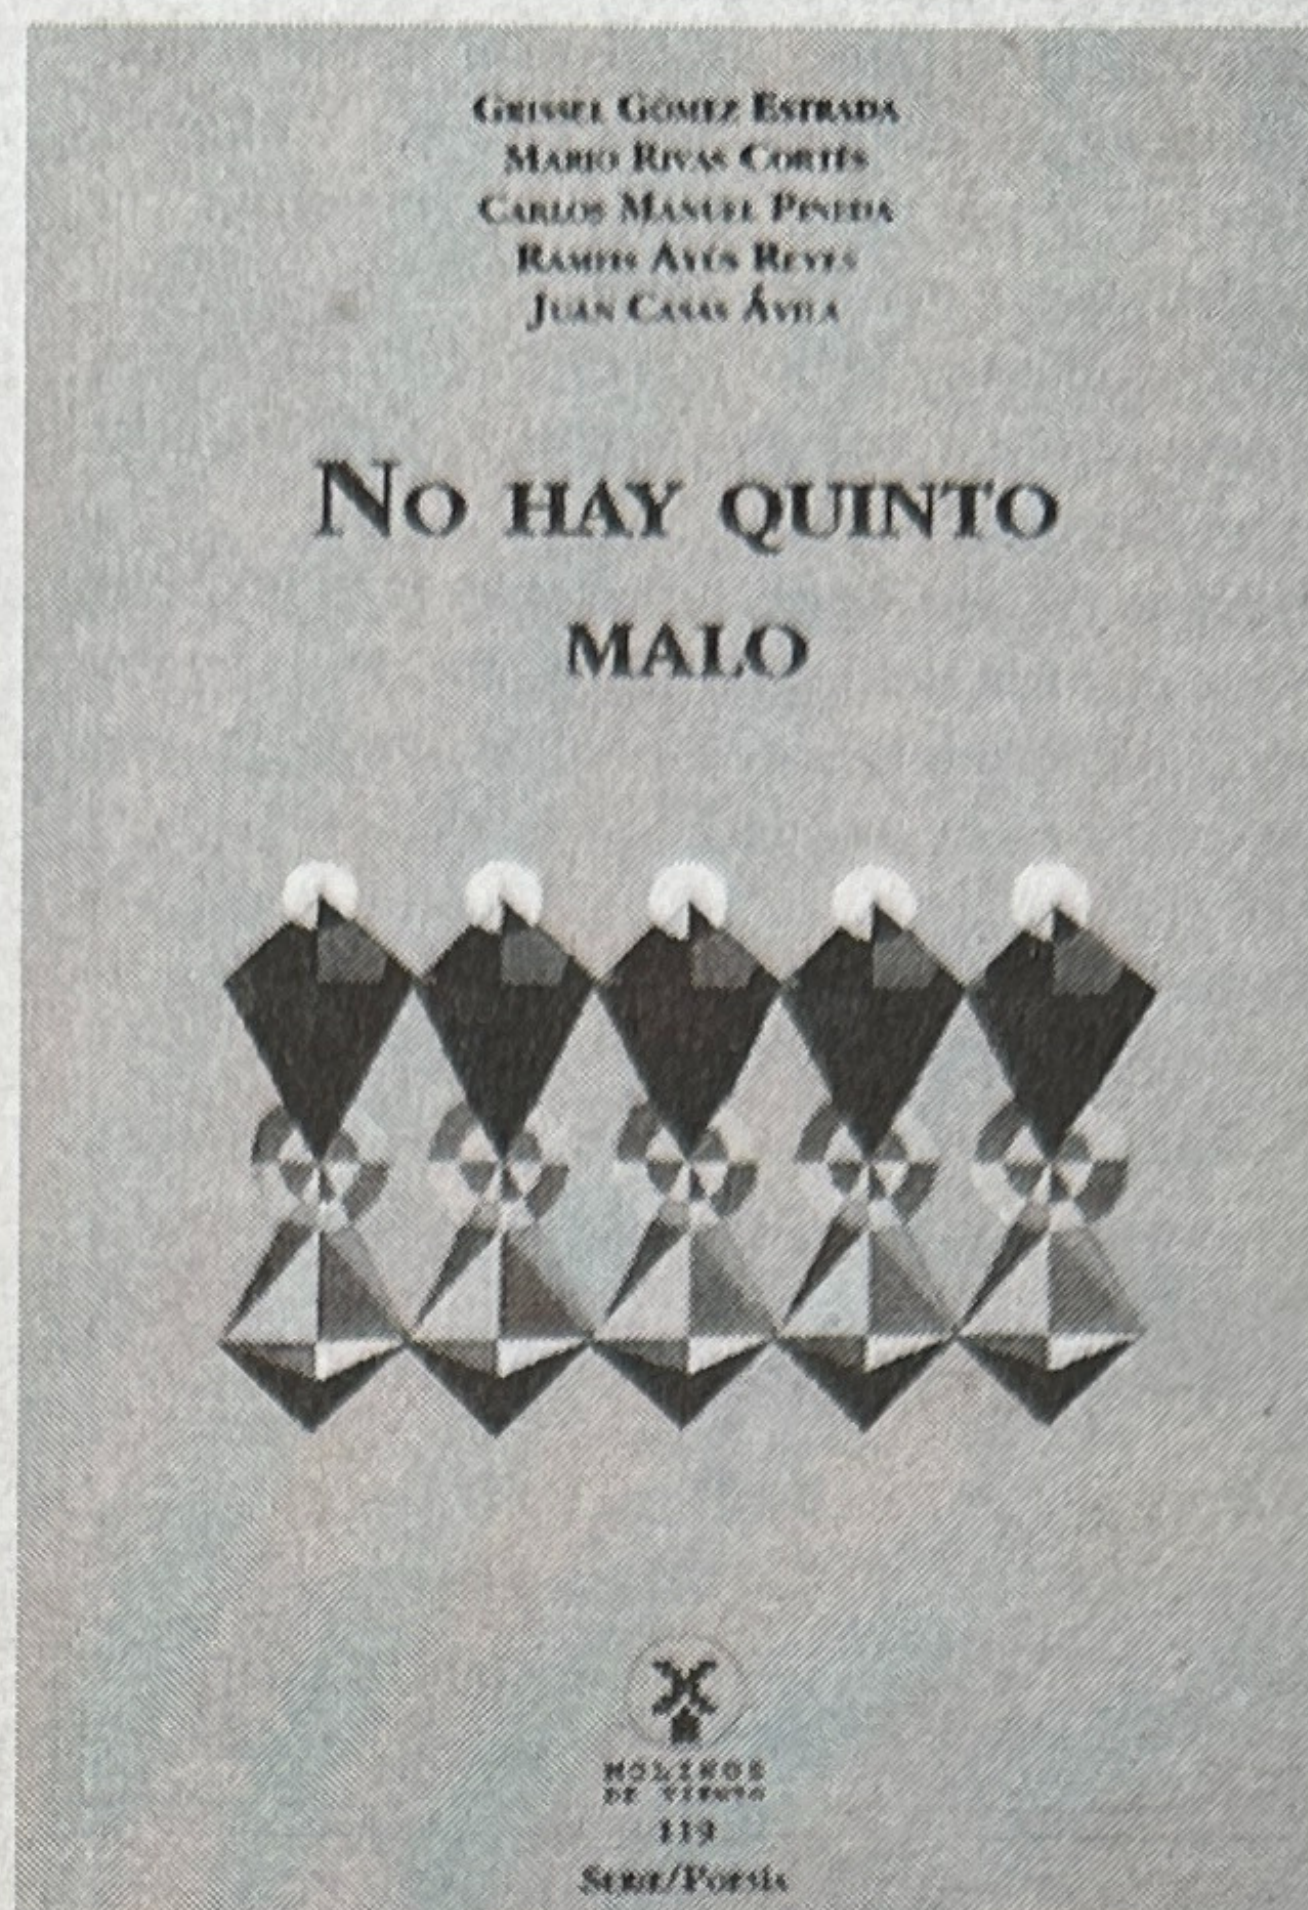 GRISSEL GÓMEZ ESTRADA
MARIO RIVAS CORTÉS
CARLOS MANUEL PINEDA
RAMFIS AYÚS REYES
JUAN CASAS ÁVILA
NO HAY QUINTO
MALO
MOLINOS
DE VIENTO
119
SERIE/POESÍA